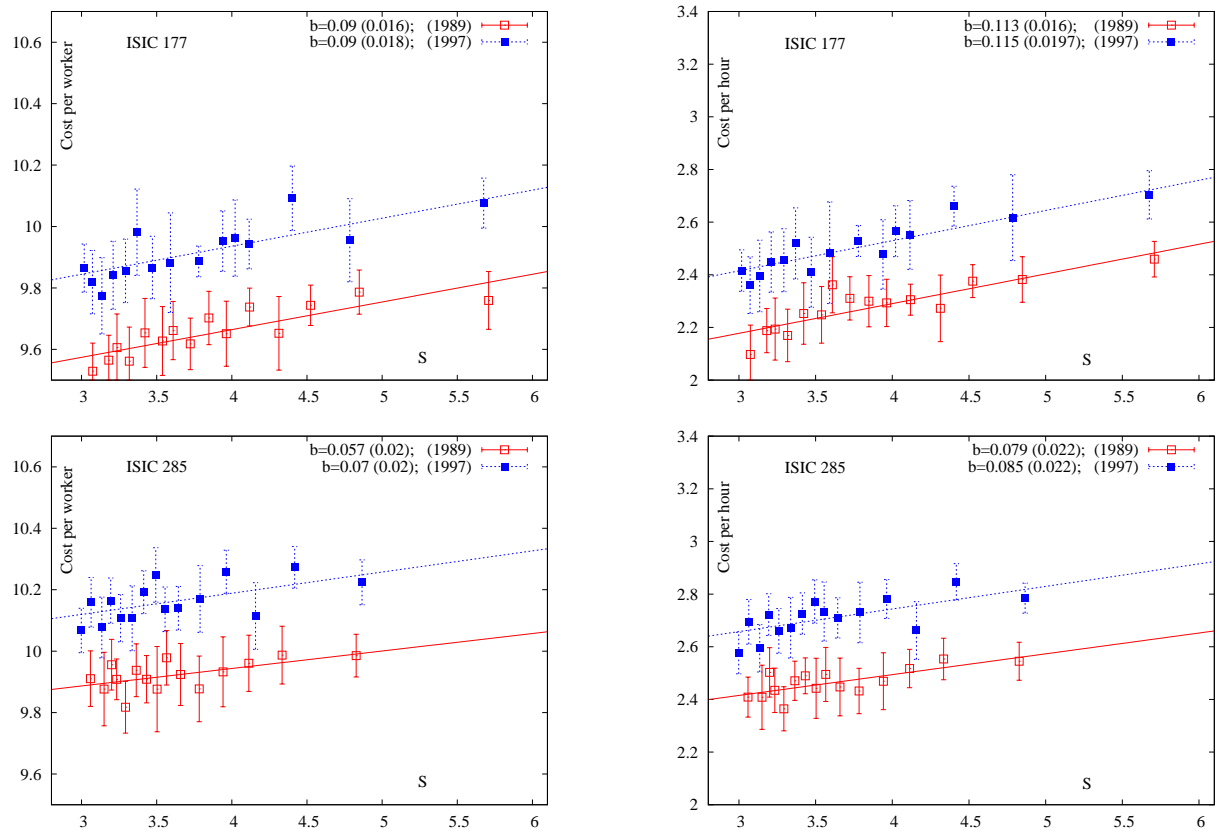 b=0.09 (0.016); (1989)
b=0.09 (0.018); (1997)
ISIC 177
Cost per worker
10.6
10.4
10.2
10
9.8
9.6
S
3 3.5 4 4.5 5 5.5 6
b=0.113 (0.016); (1989)
b=0.115 (0.0197); (1997)
ISIC 177
Cost per hour
3.4
3.2
3
2.8
2.6
2.4
2.2
2
S
3 3.5 4 4.5 5 5.5 6
b=0.057 (0.02); (1989)
b=0.07 (0.02); (1997)
ISIC 285
Cost per worker
10.6
10.4
10.2
10
9.8
9.6
S
3 3.5 4 4.5 5 5.5 6
b=0.079 (0.022); (1989)
b=0.085 (0.022); (1997)
ISIC 285
Cost per hour
3.4
3.2
3
2.8
2.6
2.4
2.2
2
S
3 3.5 4 4.5 5 5.5 6